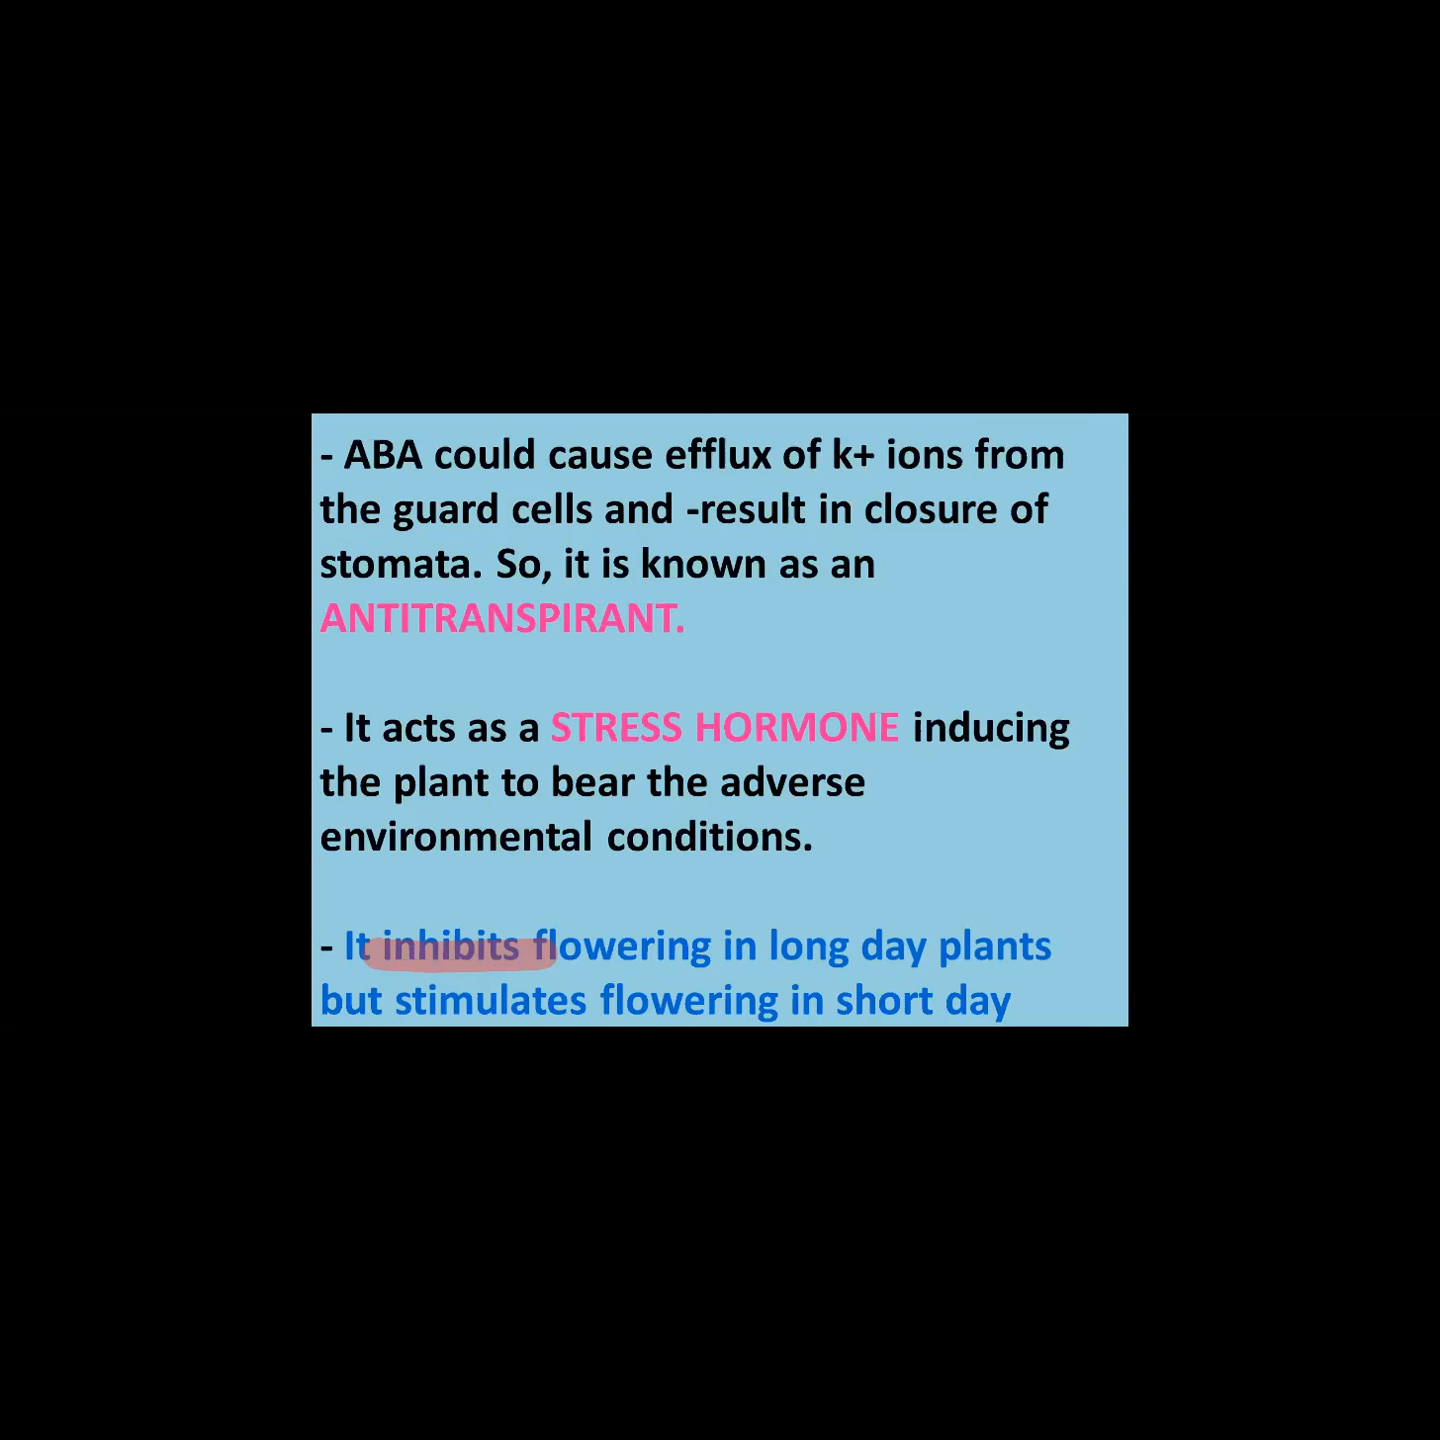 - ABA could cause efflux of k+ ions from
the guard cells and -result in closure of
stomata. So, it is known as an
ANTITRANSPIRANT.
- It acts as a STRESS HORMONE inducing
the plant to bear the adverse
environmental conditions.
- It inhibits flowering in long day plants
but stimulates flowering in short day